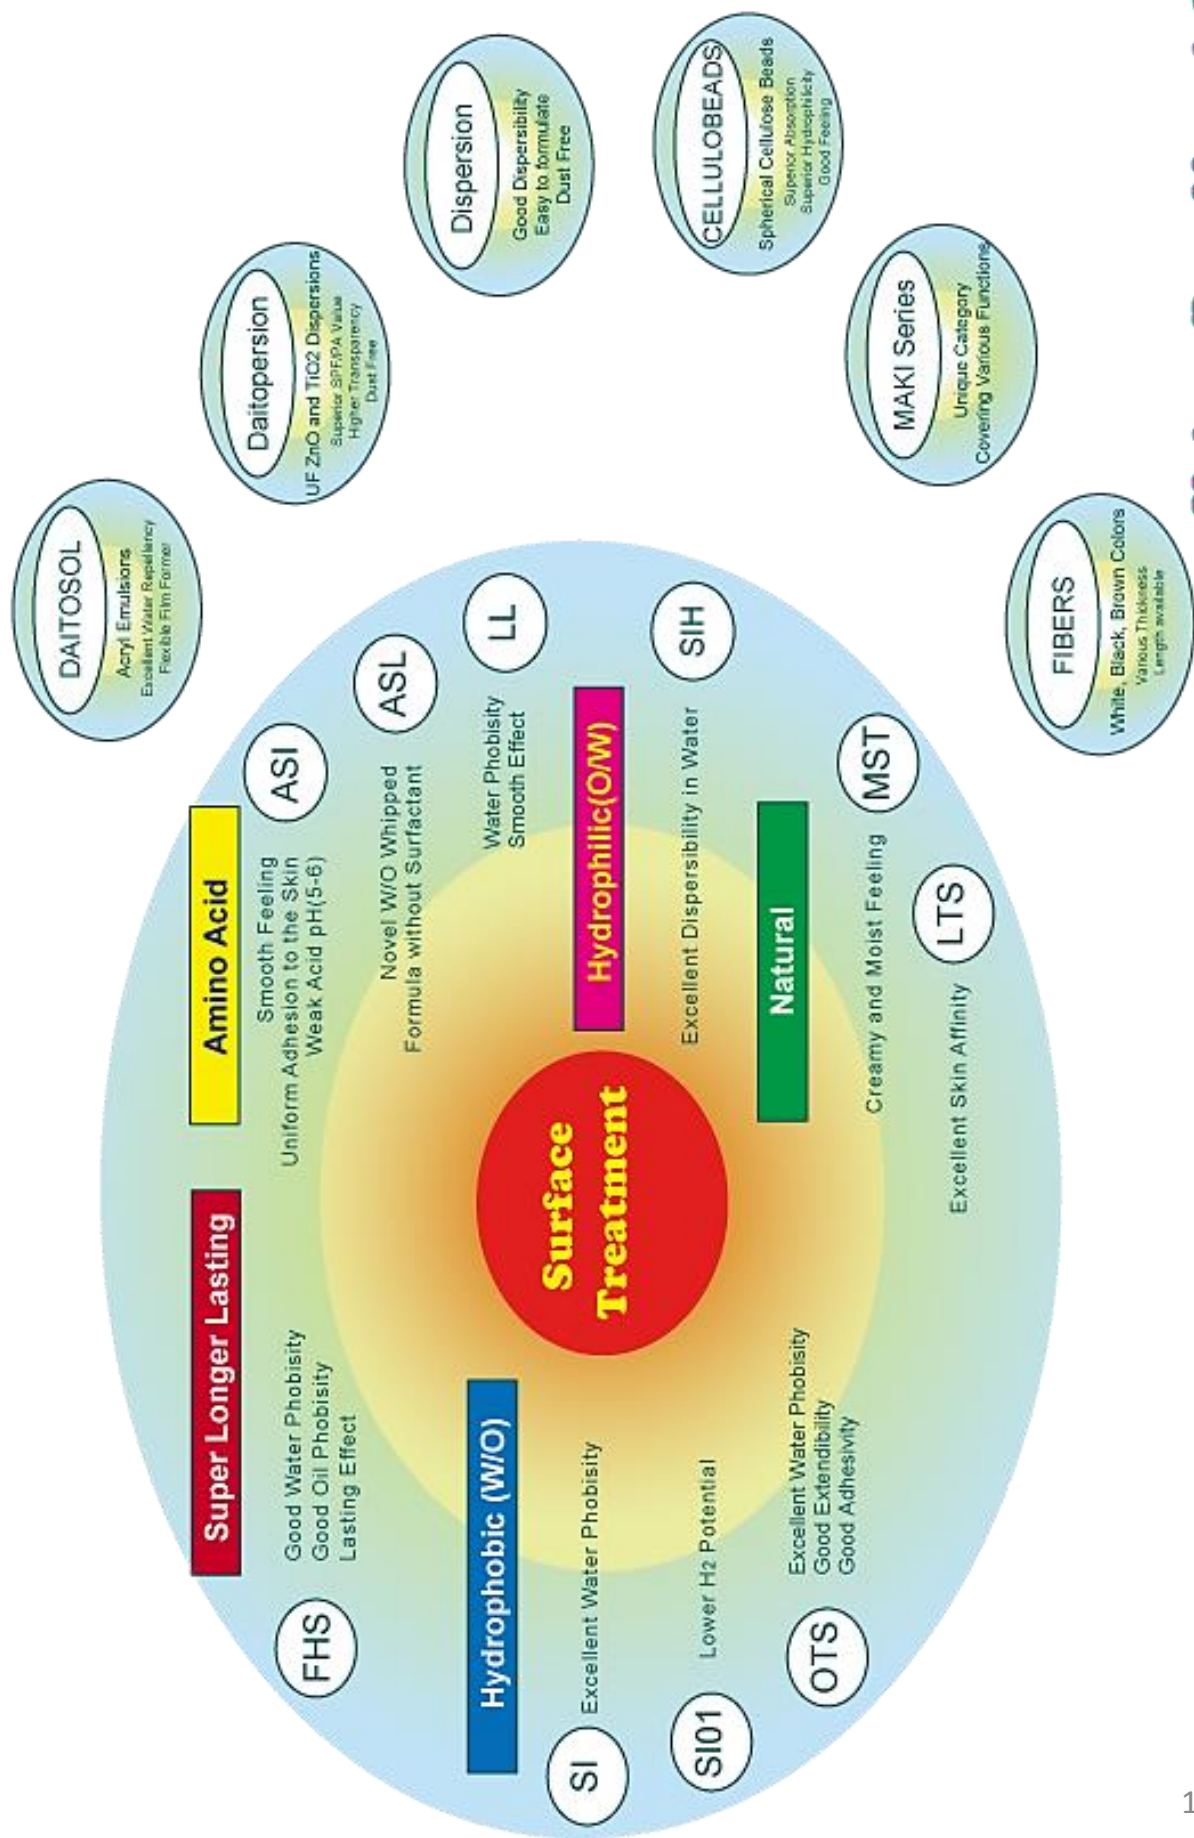 Super Longer Lasting
FHS
Good Water Phobisity
Good Oil Phobisity
Lasting Effect
Amino Acid
ASI
Smooth Feeling
Uniform Adhesion to the Skin
Weak Acid pH(5-6)
ASL
Novel W/O Whipped
Formula without Surfactant
LL
Water Phobisity
Smooth Effect
Hydrophobic (W/O)
SI
Excellent Water Phobisity
SI01
Lower H2 Potential
OTS
Excellent Water Phobisity
Good Extendibility
Good Adhesivity
Surface
Treatment
Hydrophilic(O/W)
SIH
Excellent Dispersibility in Water
Natural
MST
Creamy and Moist Feeling
LTS
Excellent Skin Affinity
DAITOSOL
Acryl Emulsions
Excellent Water Repellency
Flexible Film Former
Daitopersion
UF ZnO and TiO2 Dispersions
Superior SPF/PA Value
Higher Transparency
Dust Free
Dispersion
Good Dispersibility
Easy to formulate
Dust Free
CELLULOBEADS
Spherical Cellulose Beads
Superior Absorption
Superior Hydrophilicity
Good Feeling
MAKI Series
Unique Category
Covering Various Functions
FIBERS
White, Black, Brown Colors
Various Thickness
Length available
1